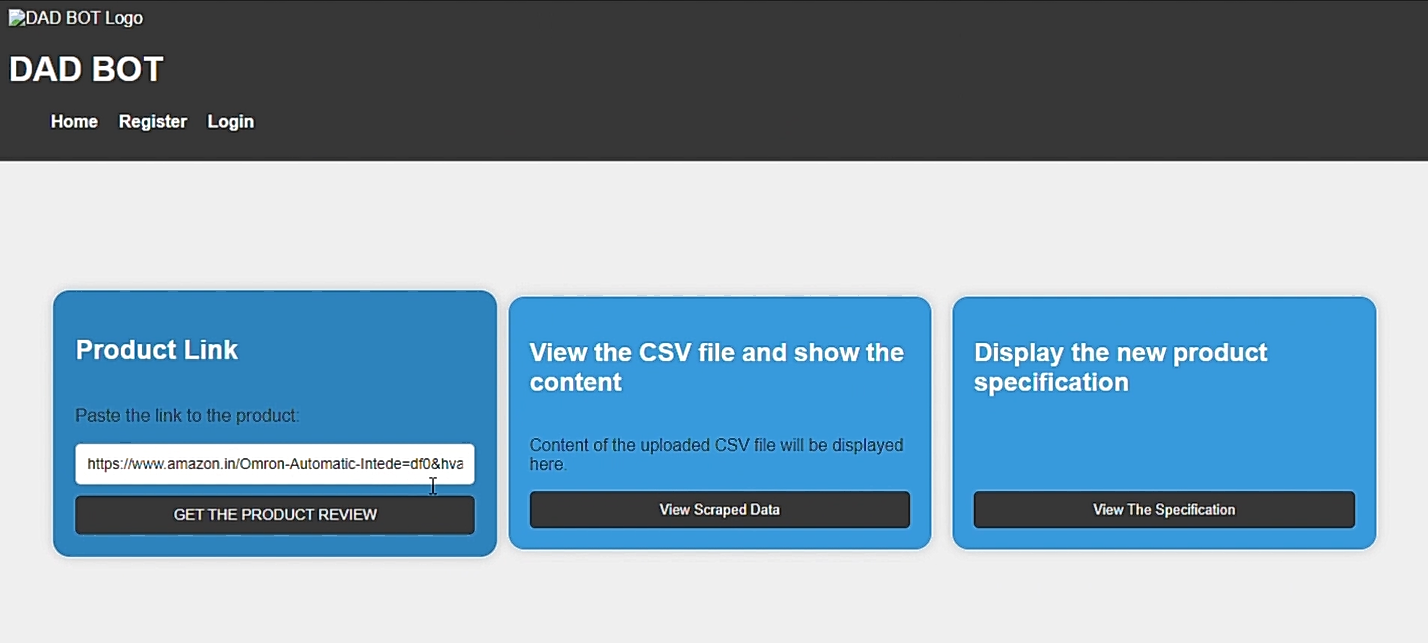 DAD BOT Logo
DAD BOT
Home Register Login
Product Link
Paste the link to the product:
https://www.amazon.in/Omron-Automatic-Intede=df0&hva
GET THE PRODUCT REVIEW
View the CSV file and show the
content
Content of the uploaded CSV file will be displayed
here.
View Scraped Data
Display the new product
specification
View The Specification